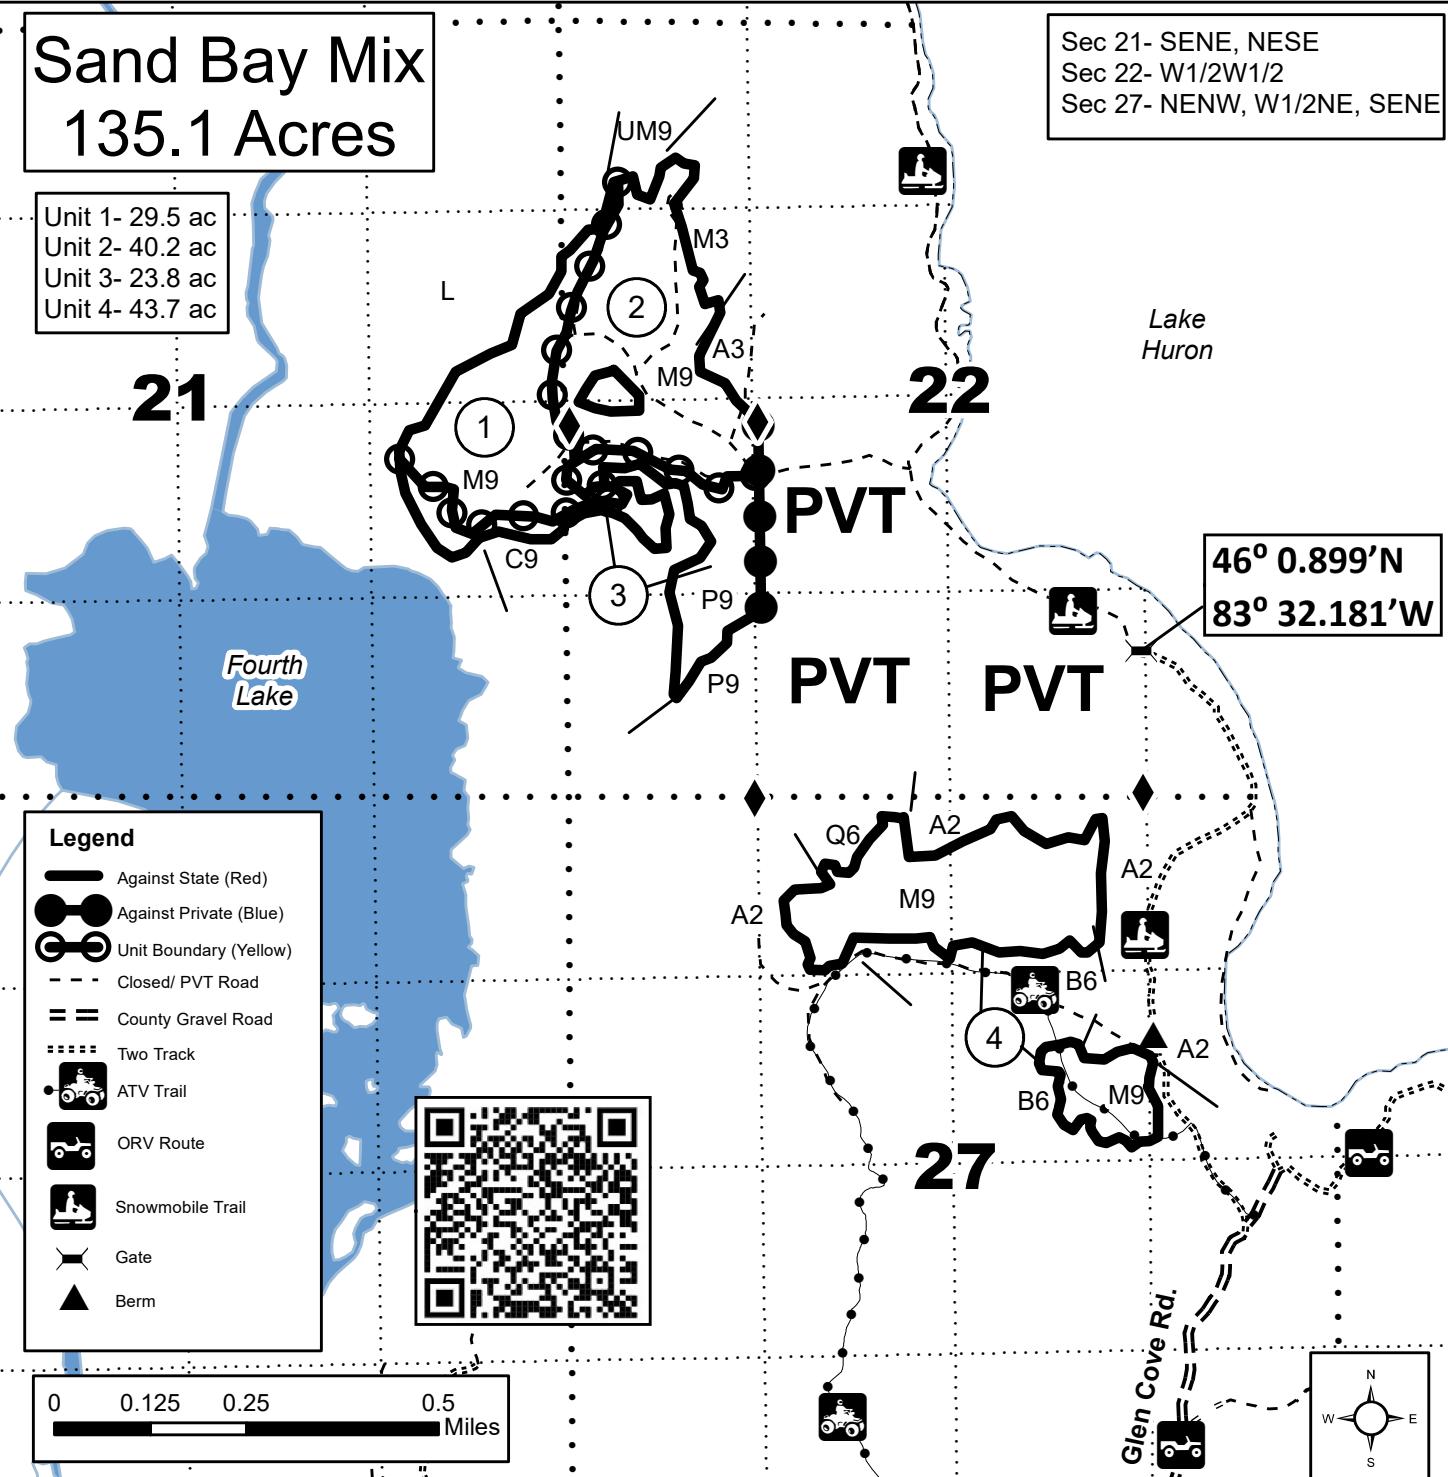 Sand Bay Mix
135.1 Acres
Sec 21- SENE, NESE
Sec 22- W1/2W1/2
Sec 27- NENW, W1/2NE, SENE
Unit 1- 29.5 ac
Unit 2- 40.2 ac
Unit 3- 23.8 ac
Unit 4- 43.7 ac
UM9
M3
L
2
Lake
Huron
A3
M9
21
22
1
M9
PVT
C9
3
P9
46⁰ 0.899’N
83⁰ 32.181’W
Fourth
Lake
P9
PVT
PVT
Q6
A2
A2
M9
A2
B6
4
A2
B6
M9
27
Legend
Against State (Red)
Against Private (Blue)
Unit Boundary (Yellow)
Closed/ PVT Road
County Gravel Road
Two Track
ATV Trail
ORV Route
Snowmobile Trail
Gate
Berm
Glen Cove Rd.
0 0.125 0.25 0.5
Miles
N
W E
S